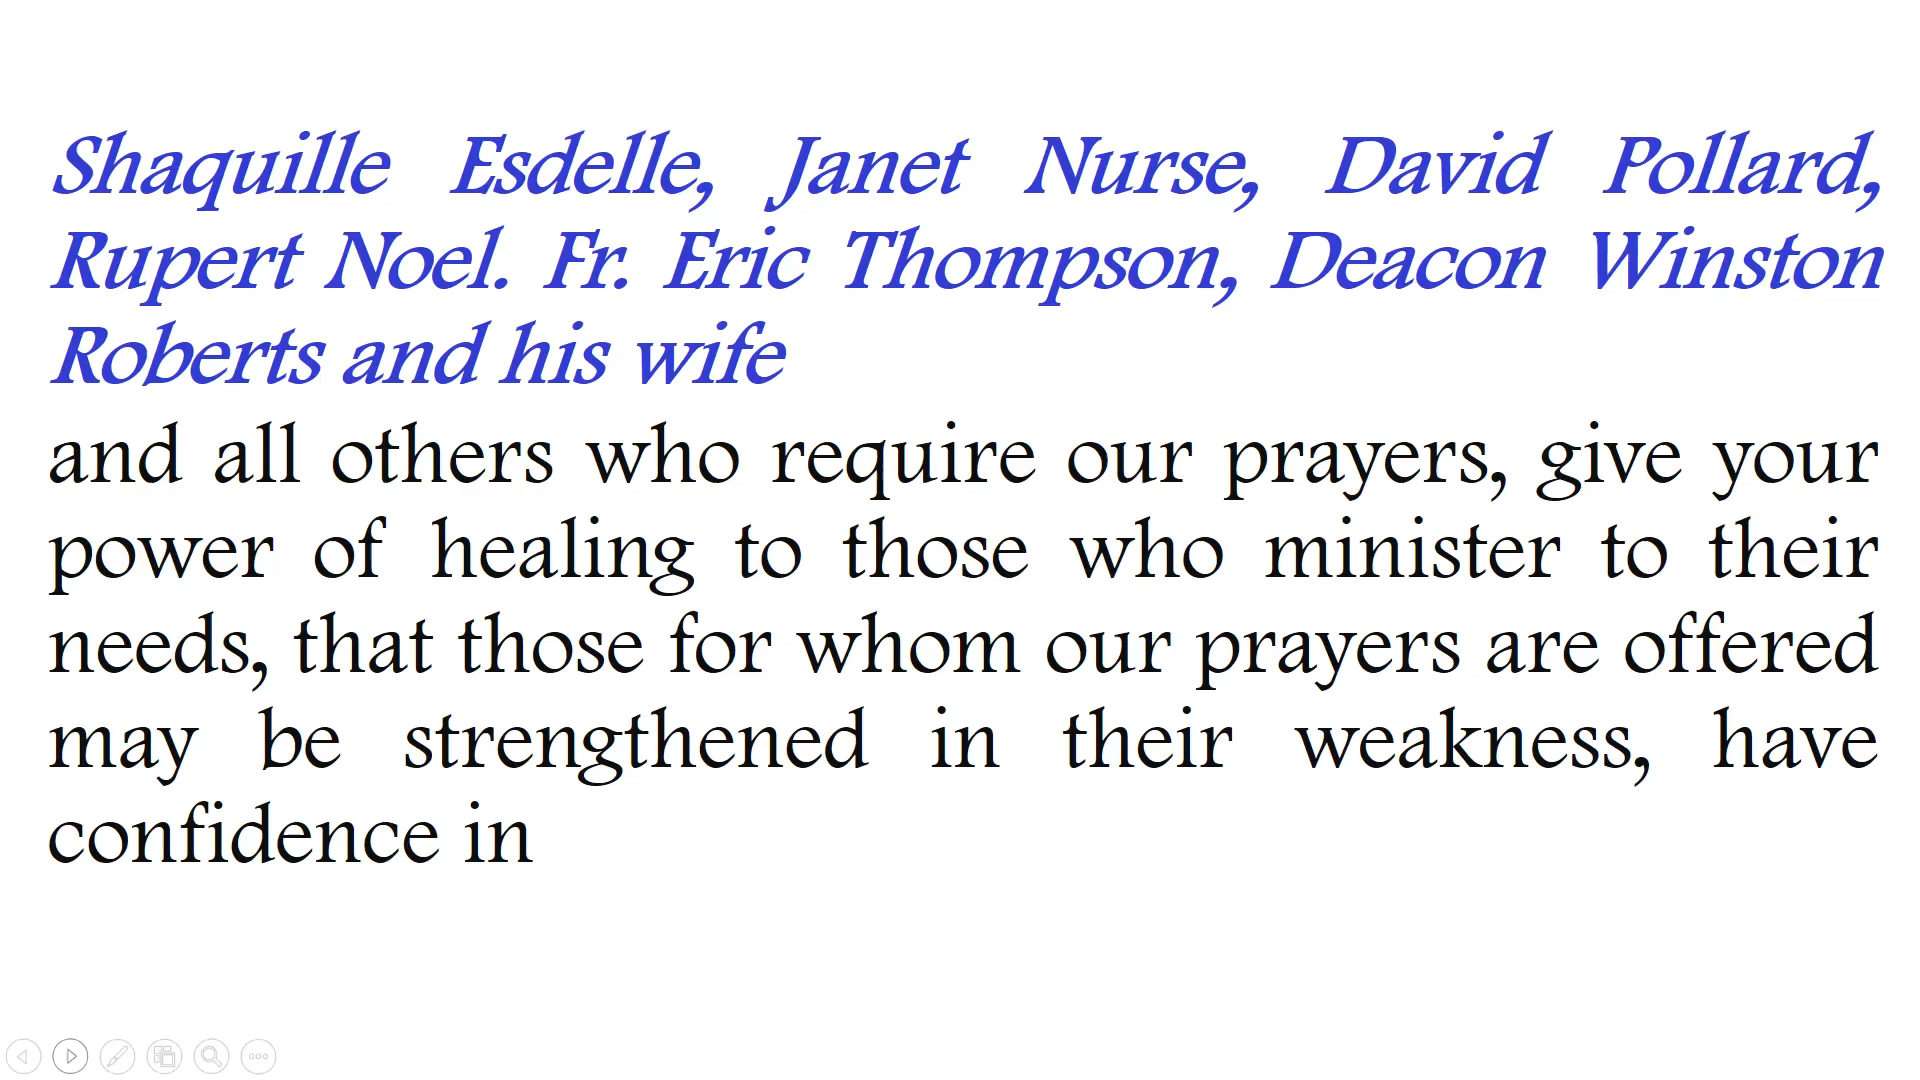 Shaquille Esdelle, Janet Nurse, David Pollard,
Rupert Noel. Fr. Eric Thompson, Deacon Winston
Roberts and his wife
and all others who require our prayers, give your
power of healing to those who minister to their
needs, that those for whom our prayers are offered
may be strengthened in their weakness, have
confidence in